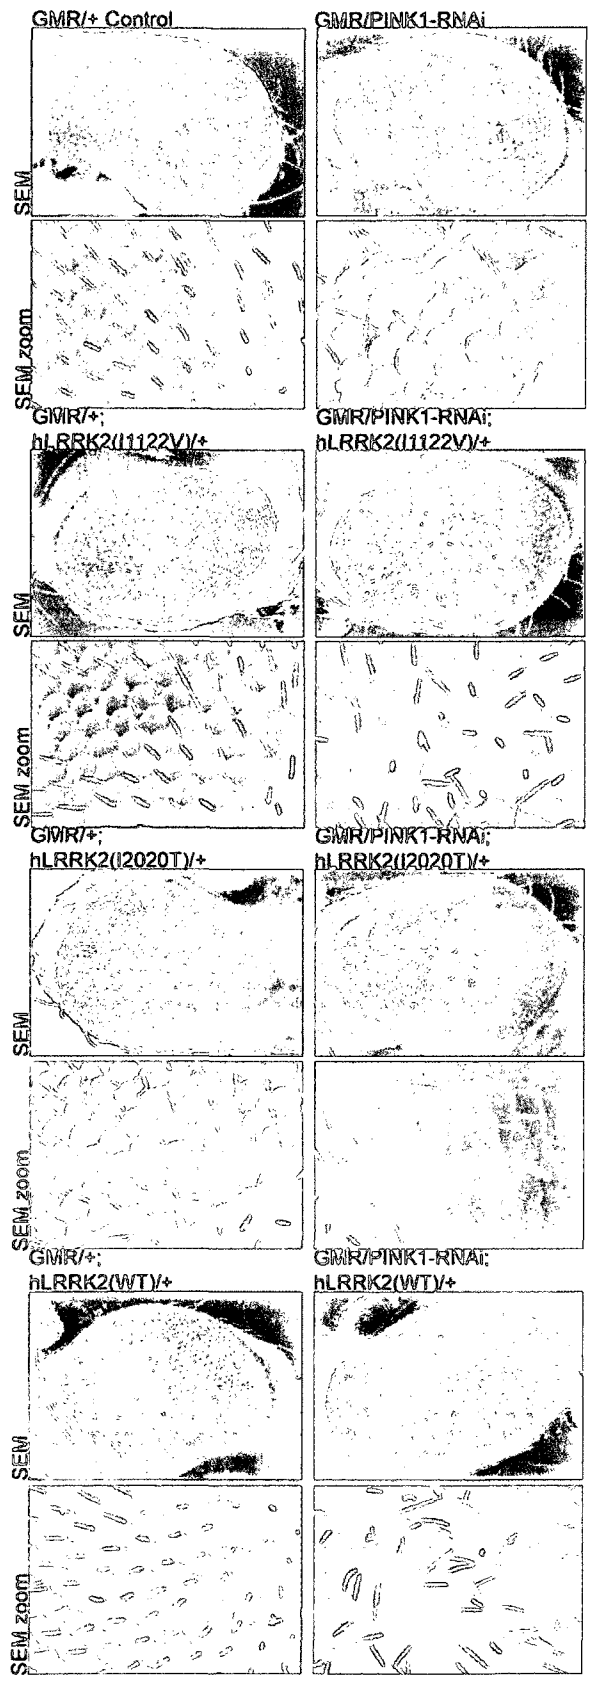 GMR/+ Control
GMR/PINK1-RNAi
SEM
SEM zoom
GMR/+;
hLRRK2(I1122V)/+
GMR/PINK1-RNAi;
hLRRK2(I1122V)/+
SEM
SEM zoom
GMR/+;
hLRRK2(I2020T)/+
GMR/PINK1-RNAi;
hLRRK2(I2020T)/+
SEM
SEM zoom
GMR/+;
hLRRK2(WT)/+
GMR/PINK1-RNAi;
hLRRK2(WT)/+
SEM
SEM zoom